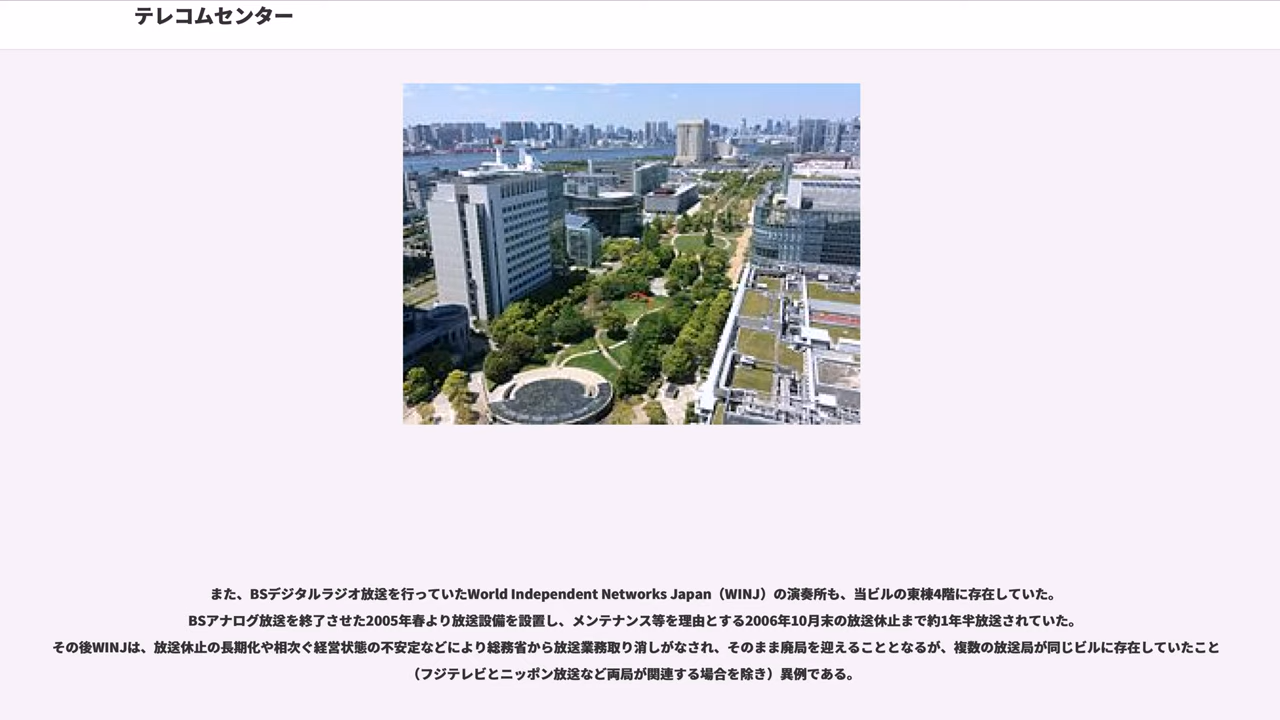 テレコムセンター
また、BSデジタルラジオ放送を行っていたWorld Independent Networks Japan（WINJ）の演奏所も、当ビルの東棟4階に存在していた。
BSアナログ放送を終了させた2005年春より放送設備を設置し、メンテナンス等を理由とする2006年10月末の放送休止まで約1年半放送されていた。
その後WINJは、放送休止の長期化や相次ぐ経営状態の不安定などにより総務省から放送業務取り消しがなされ、そのまま廃局を迎えることとなるが、複数の放送局が同じビルに存在していたこと
（フジテレビとニッポン放送など両局が関連する場合を除き）異例である。